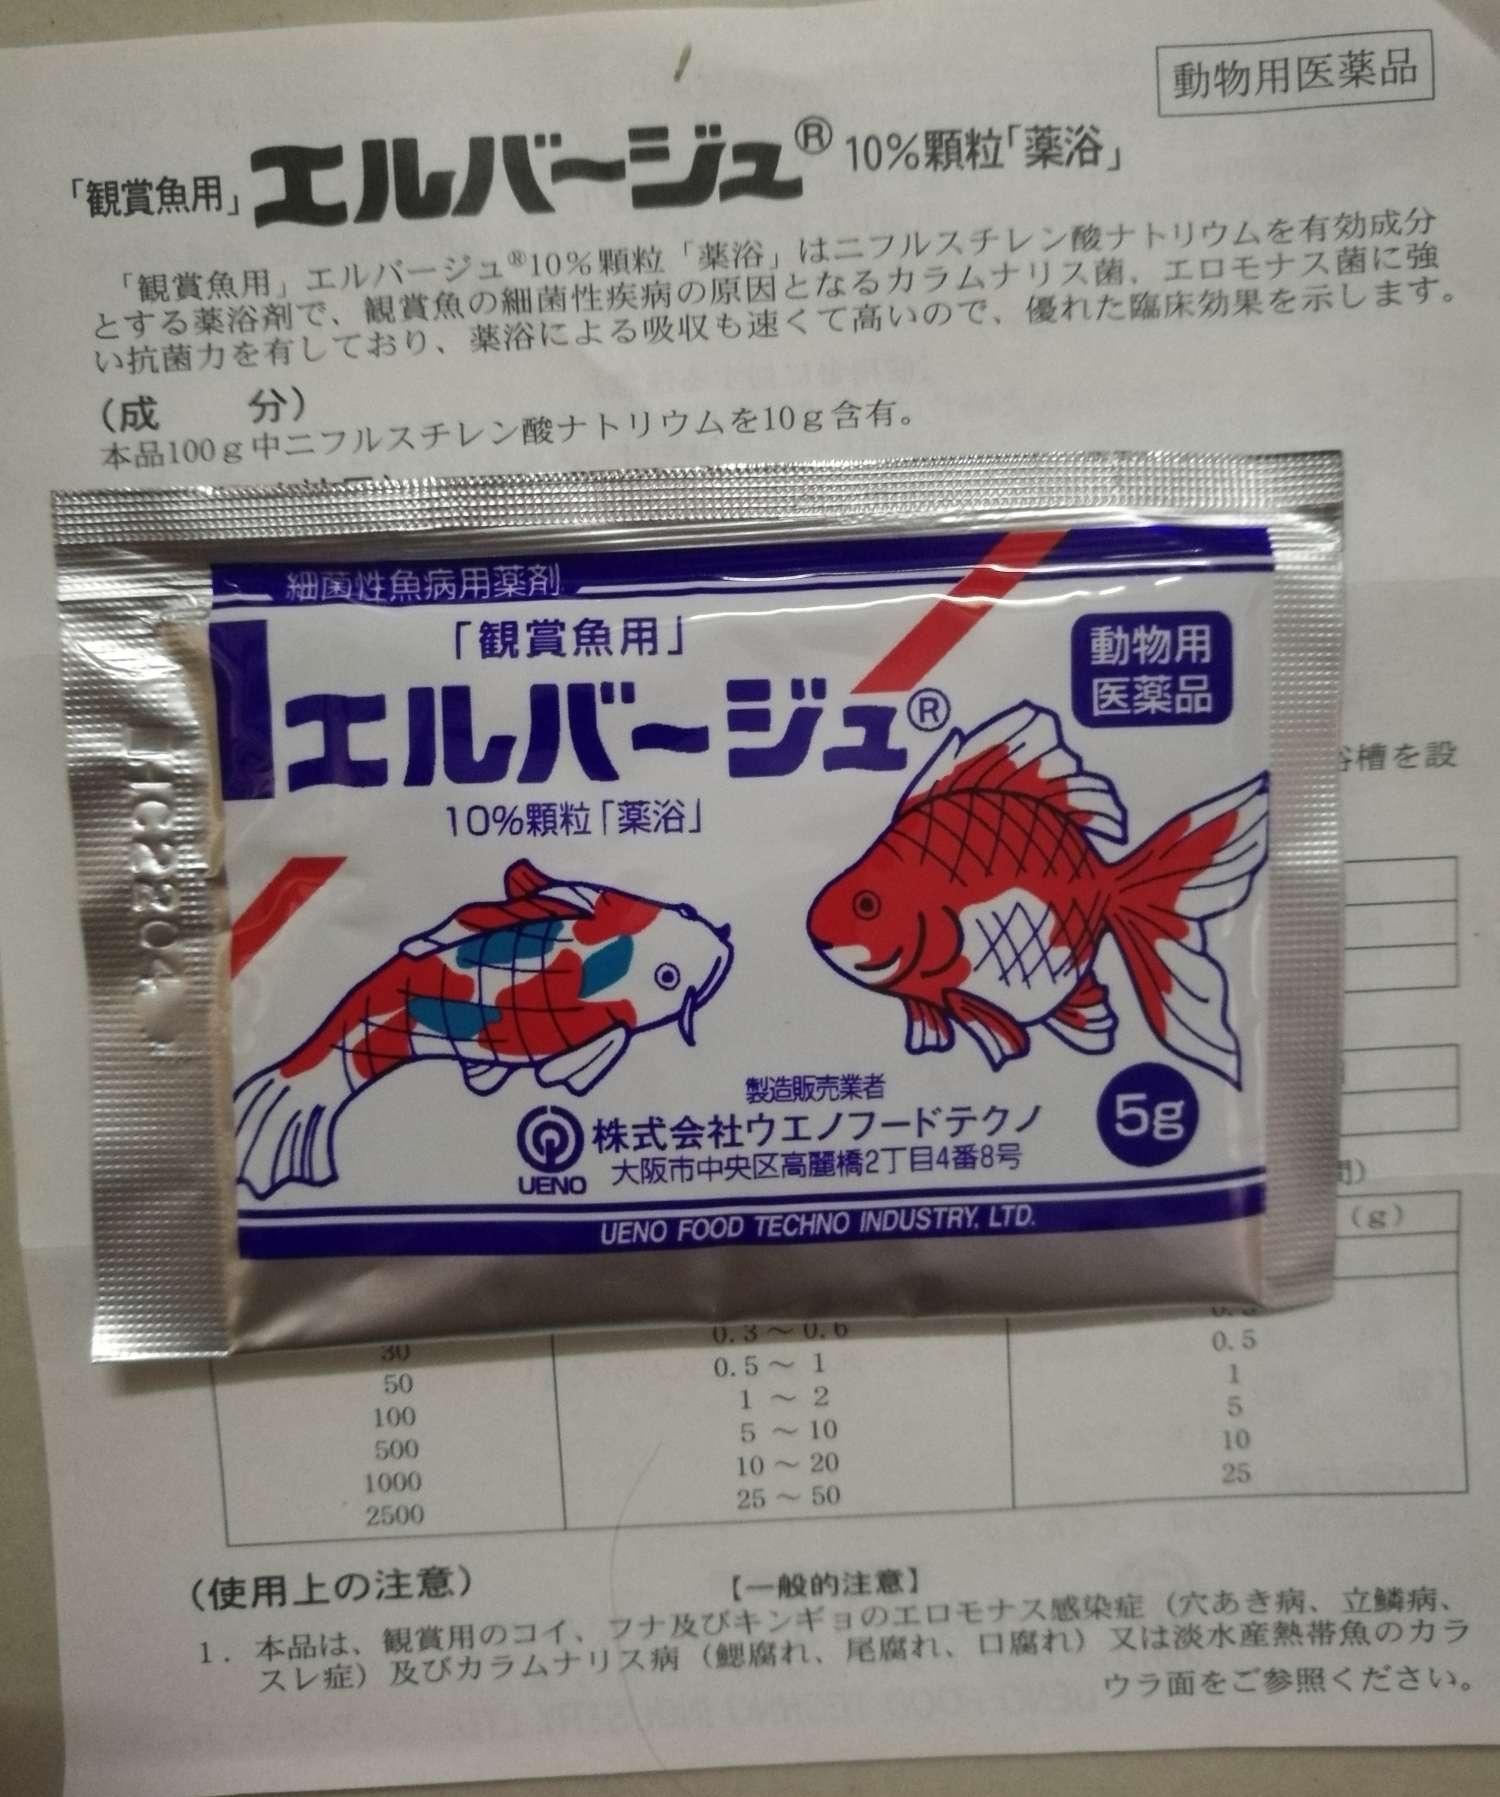 動物用医薬品
「観賞魚用」エルバージュ® 10%顆粒「薬浴」
「観賞魚用」エルバージュ®10%顆粒「薬浴」はニフルスチレン酸ナトリウムを有効成分
とする薬浴剤で、観賞魚の細菌性疾病の原因となるカラムナリス菌、エロモナス菌に強
い抗菌力を有しており、薬浴による吸収も速くて高いので、優れた臨床効果を示します。
(成 分)
本品100g中ニフルスチレン酸ナトリウムを10g含有。
細菌性魚病用薬剤
「観賞魚用」
動物用
医薬品
エルバージュ®
10%顆粒「薬浴」
製造販売業者
株式会社ウエノフードテクノ
UENO
大阪市中央区高麗橋2丁目4番8号
5g
UENO FOOD TECHNO INDUSTRY, LTD.
槽を設
(g)
30 0.3～0.6
50 0.5～1 0.5
100 1～2 1
500 5～10 5
1000 10～20 10
2500 25～50 25
(使用上の注意) 【一般的注意】
1. 本品は、観賞用のコイ、フナ及びキンギョのエロモナス感染症（穴あき病、立鱗病、
スレ症）及びカラムナリス病（鰓腐れ、尾腐れ、口腐れ）又は淡水産熱帯魚のカラ
ウラ面をご参照ください。